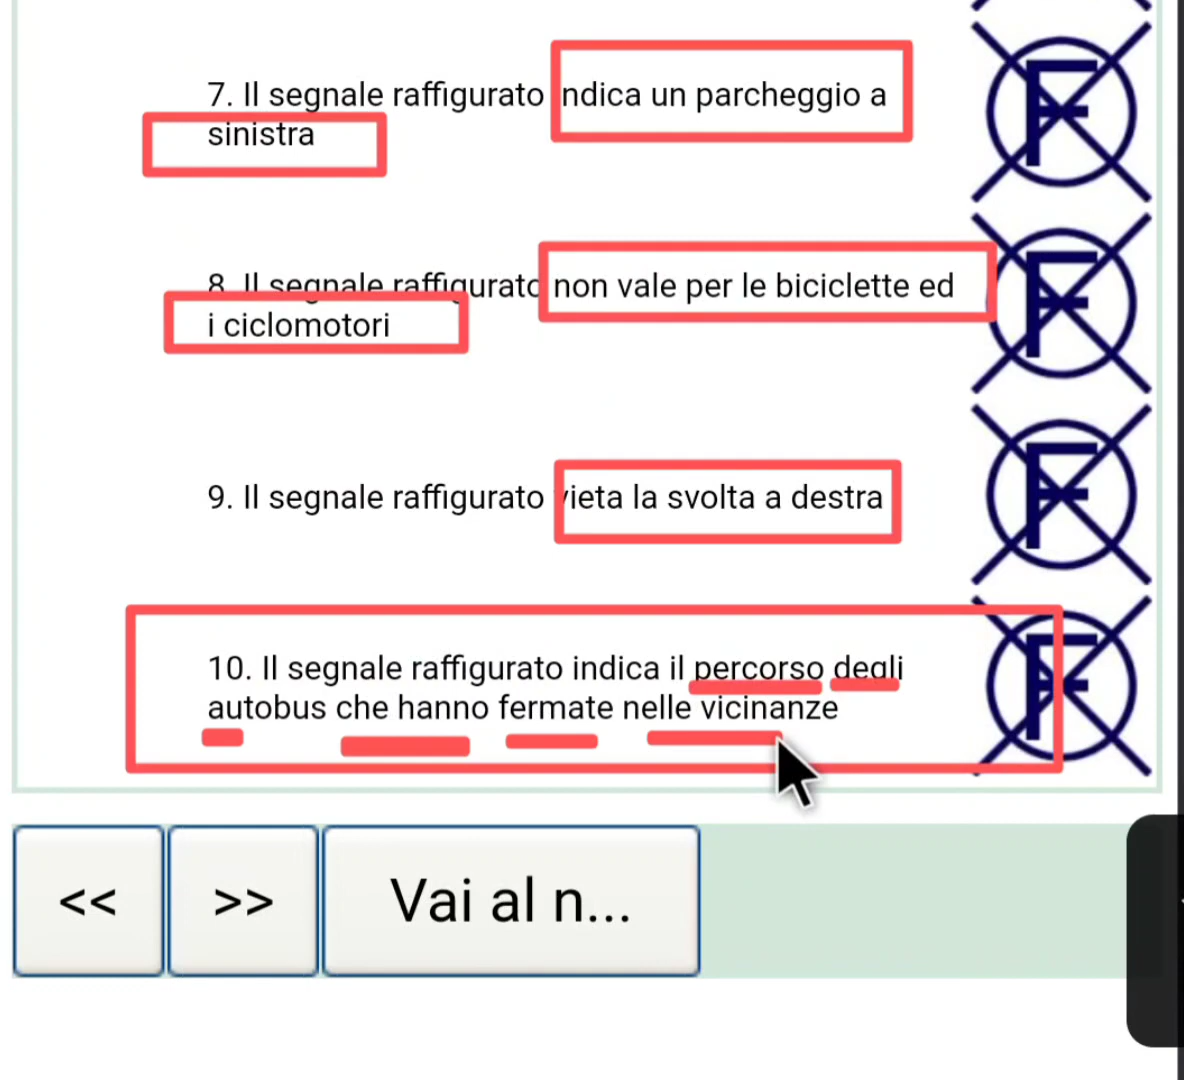 7. Il segnale raffigurato indica un parcheggio a
sinistra
F
8. Il segnale raffigurato non vale per le biciclette ed
i ciclomotori
F
9. Il segnale raffigurato vieta la svolta a destra
F
10. Il segnale raffigurato indica il percorso degli
autobus che hanno fermate nelle vicinanze
F
<< >> Vai al n...